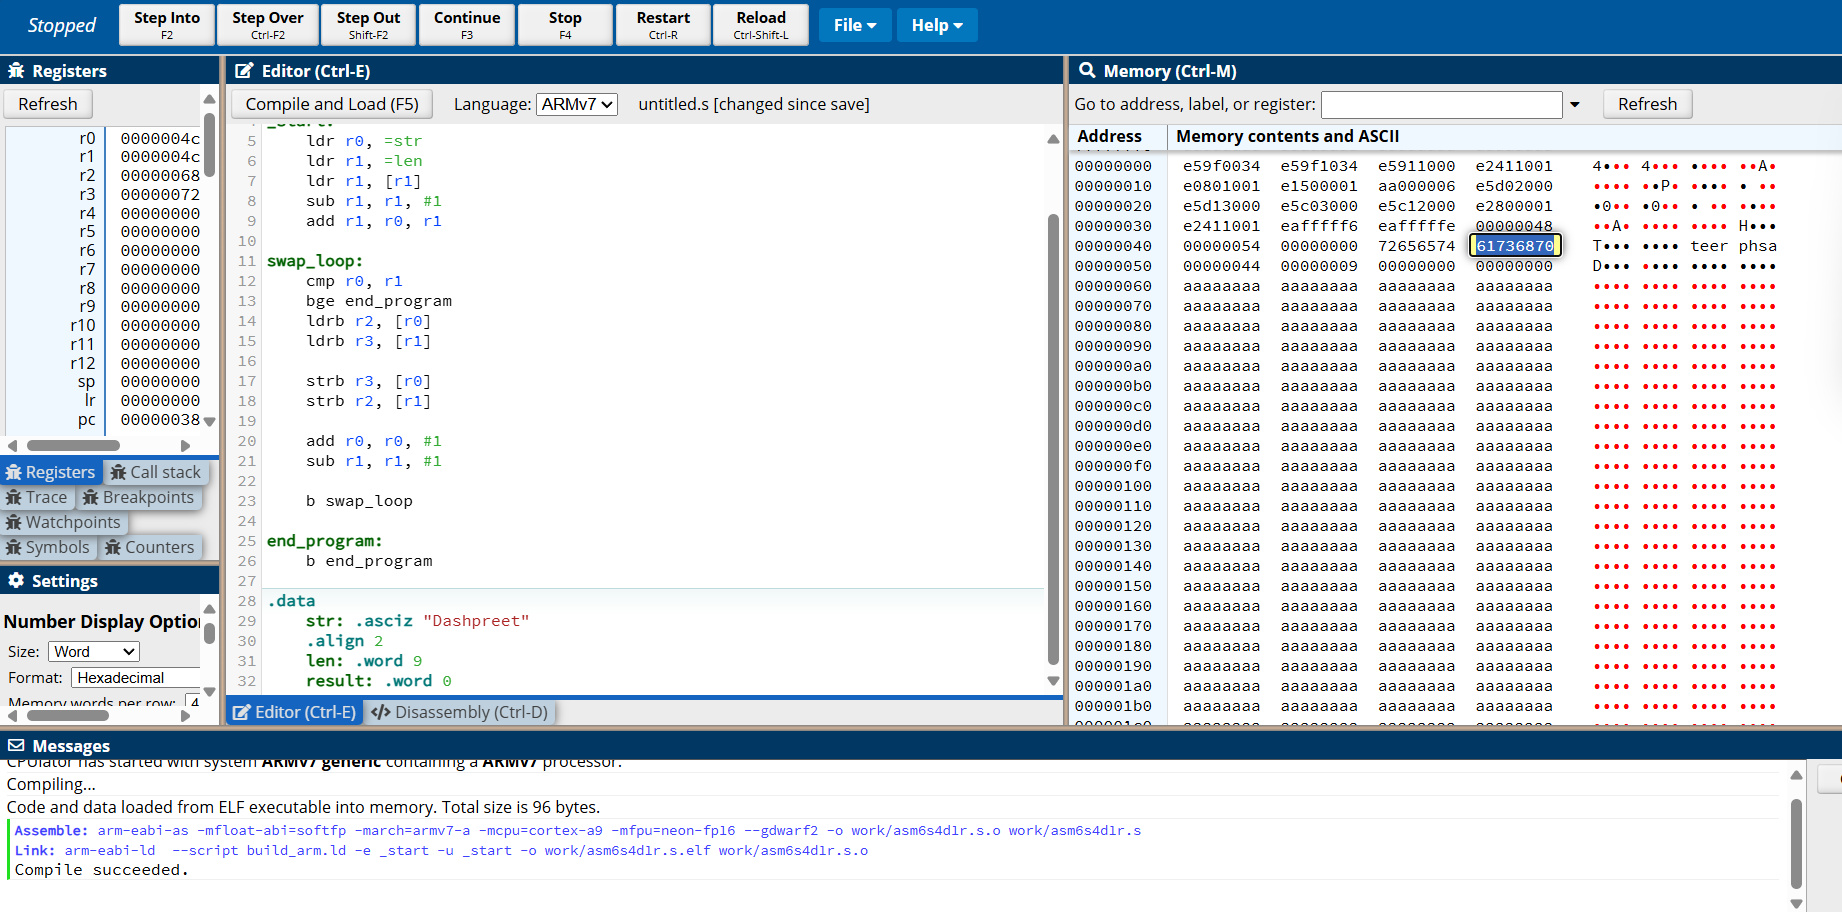 Stopped
Step Into
F2
Step Over
Ctrl-F2
Step Out
Shift-F2
Continue
F3
Stop
F4
Restart
Ctrl-R
Reload
Ctrl-Shift-L
File
Help
Registers
Refresh
r0 0000004c
r1 0000004c
r2 00000068
r3 00000072
r4 00000000
r5 00000000
r6 00000000
r7 00000000
r8 00000000
r9 00000000
r10 00000000
r11 00000000
r12 00000000
sp 00000000
lr 00000000
pc 00000038
Registers Call stack
Trace Breakpoints
Watchpoints
Symbols Counters
Settings
Number Display Optio
Size: Word
Format: Hexadecimal
Memory words per row: 4
Editor (Ctrl-E)
Compile and Load (F5) Language: ARMv7 untitled.s [changed since save]
4 _start:
5 ldr r0, =str
6 ldr r1, =len
7 ldr r1, [r1]
8 sub r1, r1, #1
9 add r1, r0, r1
10
11 swap_loop:
12 cmp r0, r1
13 bge end_program
14 ldrb r2, [r0]
15 ldrb r3, [r1]
16
17 strb r3, [r0]
18 strb r2, [r1]
19
20 add r0, r0, #1
21 sub r1, r1, #1
22
23 b swap_loop
24
25 end_program:
26 b end_program
27
28 .data
29 str: .asciz "Dashpreet"
30 .align 2
31 len: .word 9
32 result: .word 0
Editor (Ctrl-E) Disassembly (Ctrl-D)
Memory (Ctrl-M)
Go to address, label, or register: Refresh
Address Memory contents and ASCII
00000000 e59f0034 e59f1034 e5911000 e2411001 4••• 4••• •••• ••A•
00000010 e0801001 e1500001 aa000006 e5d02000 •••• ••P• •••• • ••
00000020 e5d13000 e5c03000 e5c12000 e2800001 •0•• •0•• • •• ••••
00000030 e2411001 eafffff6 eafffffe 00000048 ••A• •••• •••• H•••
00000040 00000054 00000000 72656574 61736870 T••• •••• teer phsa
00000050 00000044 00000009 00000000 00000000 D••• •••• •••• ••••
00000060 aaaaaaaa aaaaaaaa aaaaaaaa aaaaaaaa •••• •••• •••• ••••
00000070 aaaaaaaa aaaaaaaa aaaaaaaa aaaaaaaa •••• •••• •••• ••••
00000080 aaaaaaaa aaaaaaaa aaaaaaaa aaaaaaaa •••• •••• •••• ••••
00000090 aaaaaaaa aaaaaaaa aaaaaaaa aaaaaaaa •••• •••• •••• ••••
000000a0 aaaaaaaa aaaaaaaa aaaaaaaa aaaaaaaa •••• •••• •••• ••••
000000b0 aaaaaaaa aaaaaaaa aaaaaaaa aaaaaaaa •••• •••• •••• ••••
000000c0 aaaaaaaa aaaaaaaa aaaaaaaa aaaaaaaa •••• •••• •••• ••••
000000d0 aaaaaaaa aaaaaaaa aaaaaaaa aaaaaaaa •••• •••• •••• ••••
000000e0 aaaaaaaa aaaaaaaa aaaaaaaa aaaaaaaa •••• •••• •••• ••••
000000f0 aaaaaaaa aaaaaaaa aaaaaaaa aaaaaaaa •••• •••• •••• ••••
00000100 aaaaaaaa aaaaaaaa aaaaaaaa aaaaaaaa •••• •••• •••• ••••
00000110 aaaaaaaa aaaaaaaa aaaaaaaa aaaaaaaa •••• •••• •••• ••••
00000120 aaaaaaaa aaaaaaaa aaaaaaaa aaaaaaaa •••• •••• •••• ••••
00000130 aaaaaaaa aaaaaaaa aaaaaaaa aaaaaaaa •••• •••• •••• ••••
00000140 aaaaaaaa aaaaaaaa aaaaaaaa aaaaaaaa •••• •••• •••• ••••
00000150 aaaaaaaa aaaaaaaa aaaaaaaa aaaaaaaa •••• •••• •••• ••••
00000160 aaaaaaaa aaaaaaaa aaaaaaaa aaaaaaaa •••• •••• •••• ••••
00000170 aaaaaaaa aaaaaaaa aaaaaaaa aaaaaaaa •••• •••• •••• ••••
00000180 aaaaaaaa aaaaaaaa aaaaaaaa aaaaaaaa •••• •••• •••• ••••
00000190 aaaaaaaa aaaaaaaa aaaaaaaa aaaaaaaa •••• •••• •••• ••••
000001a0 aaaaaaaa aaaaaaaa aaaaaaaa aaaaaaaa •••• •••• •••• ••••
000001b0 aaaaaaaa aaaaaaaa aaaaaaaa aaaaaaaa •••• •••• •••• ••••
Messages
CPUlator has started with system ARMv7 generic containing a ARMv7 processor.
Compiling...
Code and data loaded from ELF executable into memory. Total size is 96 bytes.
Assemble: arm-eabi-as -mfloat-abi=softfp -march=armv7-a -mcpu=cortex-a9 -mfpu=neon-fp16 --gdwarf2 -o work/asm6s4dlr.s.o work/asm6s4dlr.s
Link: arm-eabi-ld --script build_arm.ld -e _start -u _start -o work/asm6s4dlr.s.elf work/asm6s4dlr.s.o
Compile succeeded.